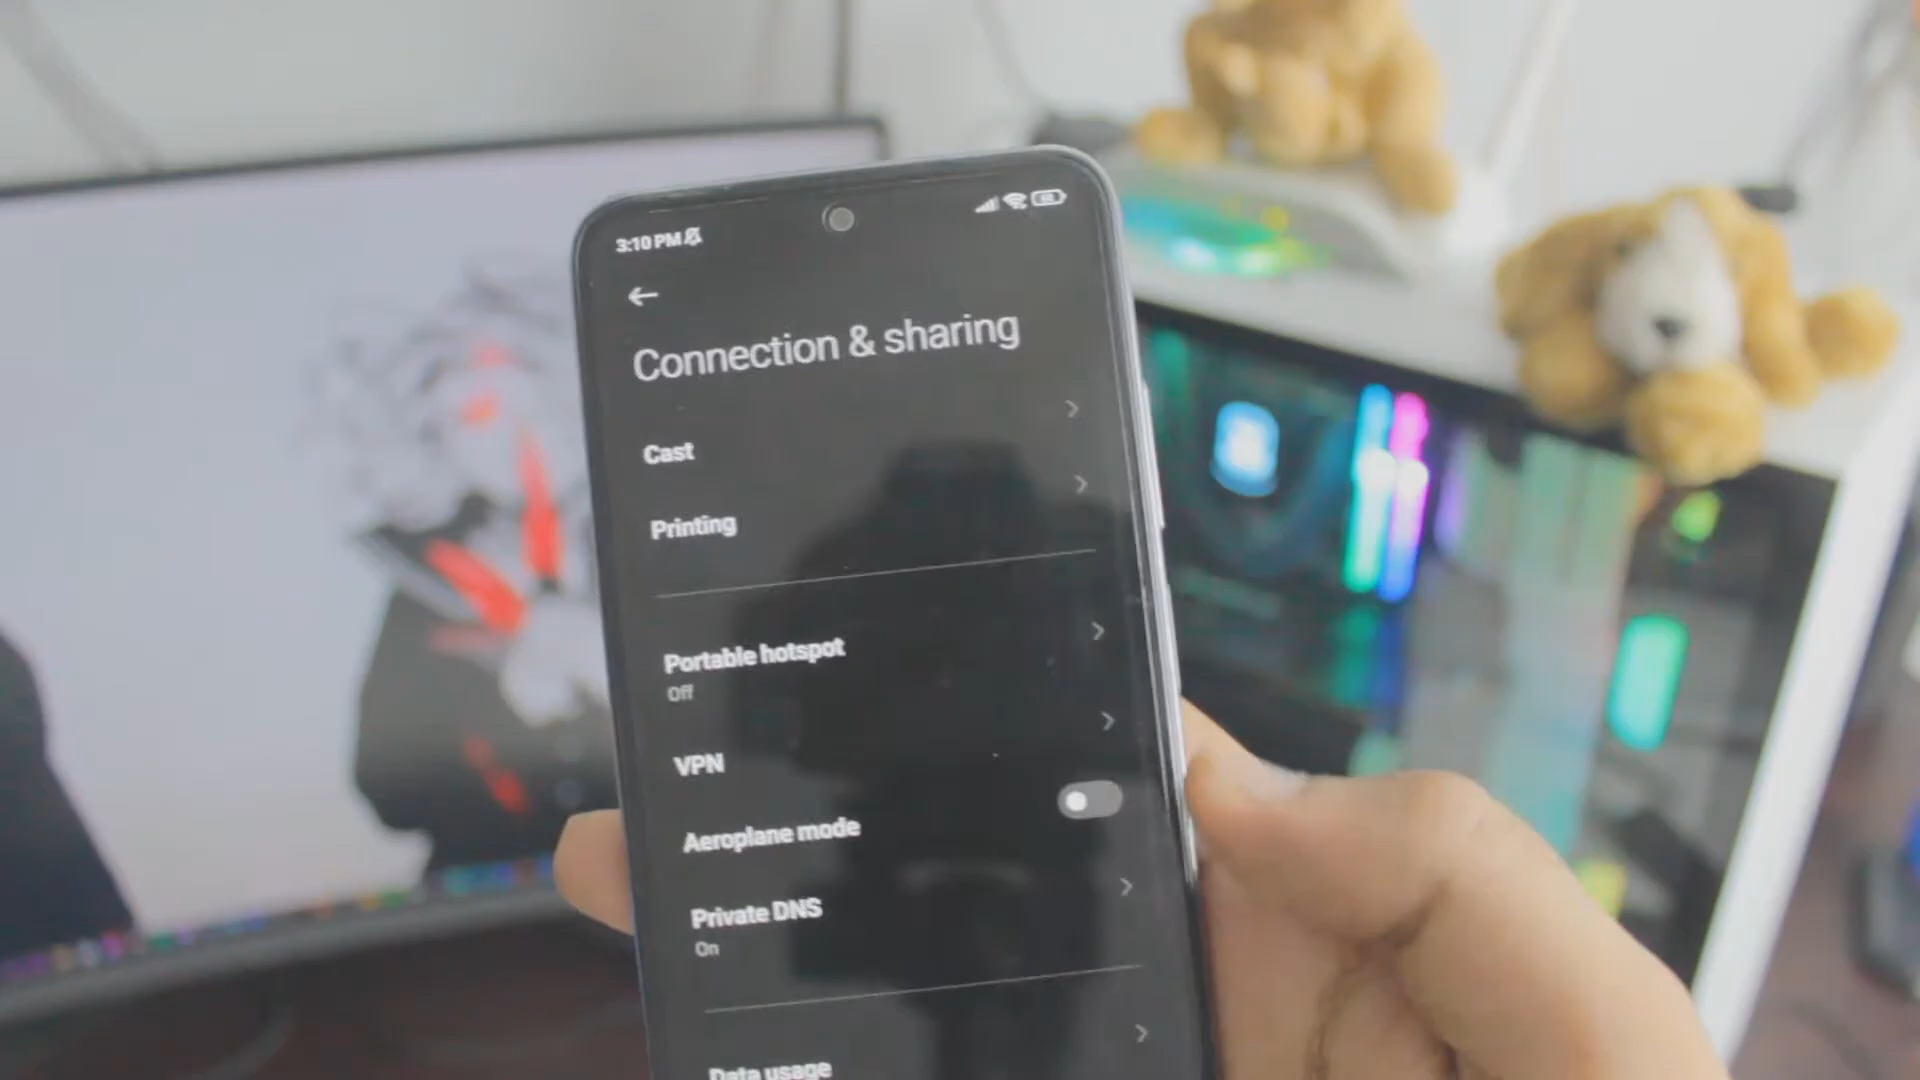 3:10 PM
Connection & sharing
Cast
Printing
Portable hotspot
Off
VPN
Aeroplane mode
Private DNS
On
Data usage